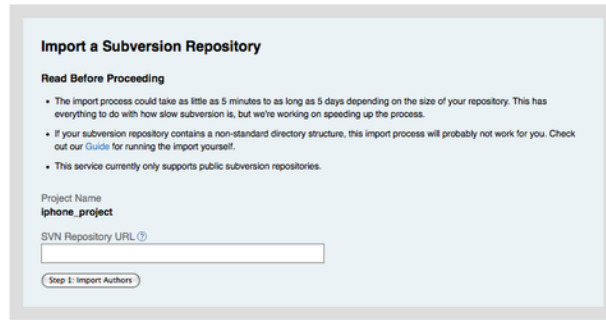 Import a Subversion Repository
Read Before Proceeding
• The import process could take as little as 5 minutes to as long as 5 days depending on the size of your repository. This has
everything to do with how slow subversion is, but we're working on speeding up the process.
• If your subversion repository contains a non-standard directory structure, this import process will probably not work for you. Check
out our Guide for running the import yourself.
• This service currently only supports public subversion repositories.
Project Name
iphone_project
SVN Repository URL (?)
Step 1: Import Authors